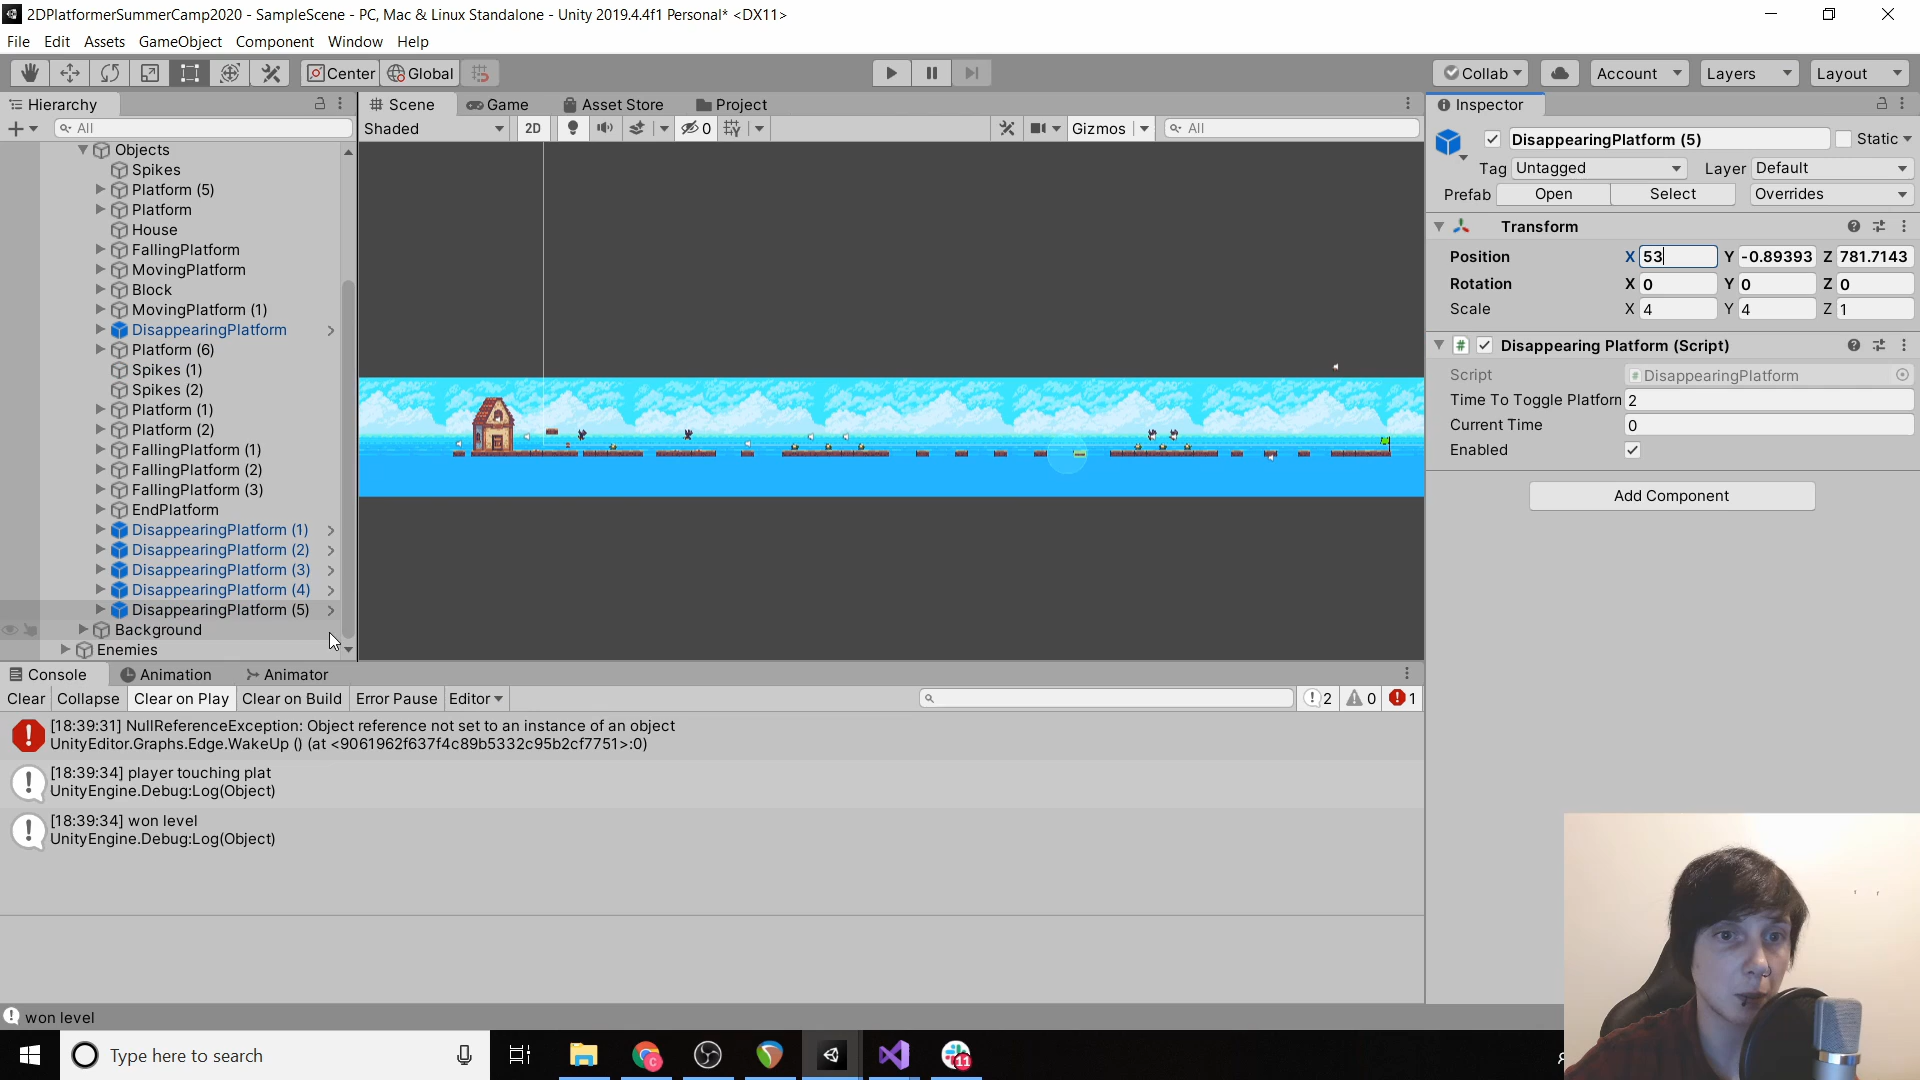 2DPlatformerSummerCamp2020 - SampleScene - PC, Mac & Linux Standalone - Unity 2019.4.4f1 Personal* <DX11>
File Edit Assets GameObject Component Window Help
Center Global Collab Account Layers Layout
Hierarchy
All
Objects
Spikes
Platform (5)
Platform
House
FallingPlatform
MovingPlatform
Block
MovingPlatform (1)
DisappearingPlatform
Platform (6)
Spikes (1)
Spikes (2)
Platform (1)
Platform (2)
FallingPlatform (1)
FallingPlatform (2)
FallingPlatform (3)
EndPlatform
DisappearingPlatform (1)
DisappearingPlatform (2)
DisappearingPlatform (3)
DisappearingPlatform (4)
DisappearingPlatform (5)
Background
Enemies
Scene Game Asset Store Project
Shaded 2D 0 Gizmos All
Inspector
DisappearingPlatform (5) Static
Tag Untagged Layer Default
Prefab Open Select Overrides
Transform
Position X 53 Y -0.89393 Z 781.7143
Rotation X 0 Y 0 Z 0
Scale X 4 Y 4 Z 1
# Disappearing Platform (Script)
Script # DisappearingPlatform
Time To Toggle Platforn 2
Current Time 0
Enabled
Add Component
Console Animation Animator
Clear Collapse Clear on Play Clear on Build Error Pause Editor 2 0 1
[18:39:31] NullReferenceException: Object reference not set to an instance of an object
UnityEditor.Graphs.Edge.WakeUp () (at <9061962f637f4c89b5332c95b2cf7751>:0)
[18:39:34] player touching plat
UnityEngine.Debug:Log(Object)
[18:39:34] won level
UnityEngine.Debug:Log(Object)
won level
Type here to search
11